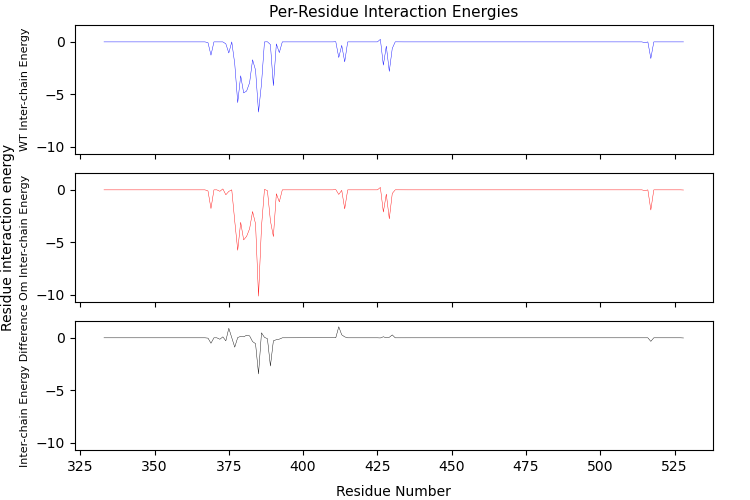 Per-Residue Interaction Energies
Residue interaction energy
WT Inter-chain Energy
0
−5
−10
Om Inter-chain Energy
0
−5
−10
Inter-chain Energy Difference
0
−5
−10
325 350 375 400 425 450 475 500 525
Residue Number